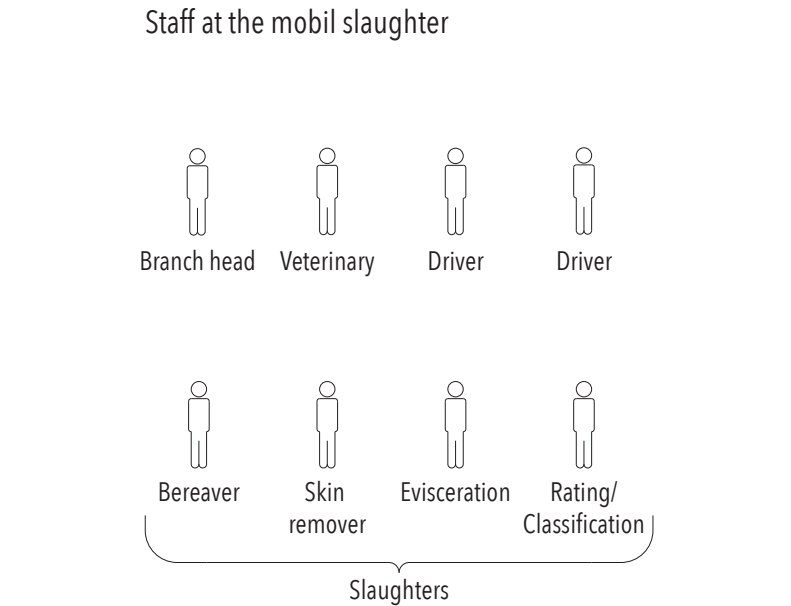 Staff at the mobil slaughter
Branch head
Veterinary
Driver
Driver
Bereaver
Skin
remover
Evisceration
Rating/
Classification
Slaughters